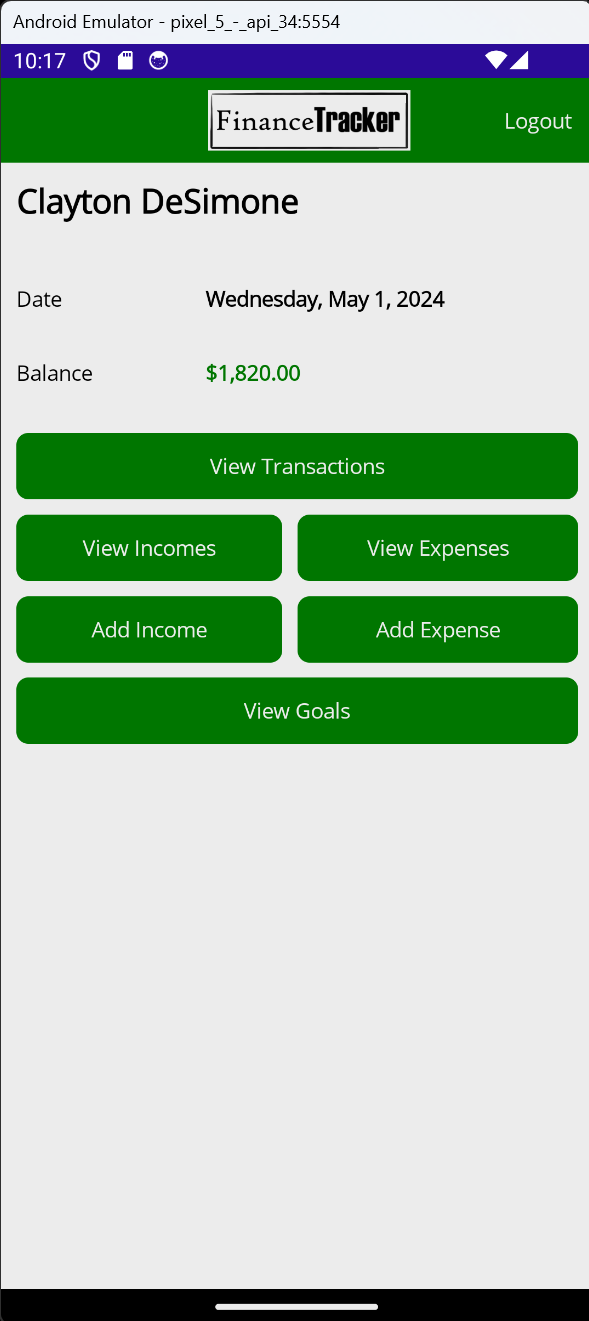 Android Emulator - pixel_5_-_api_34:5554
10:17
FinanceTracker
Logout
Clayton DeSimone
Date Wednesday, May 1, 2024
Balance $1,820.00
View Transactions
View Incomes View Expenses
Add Income Add Expense
View Goals